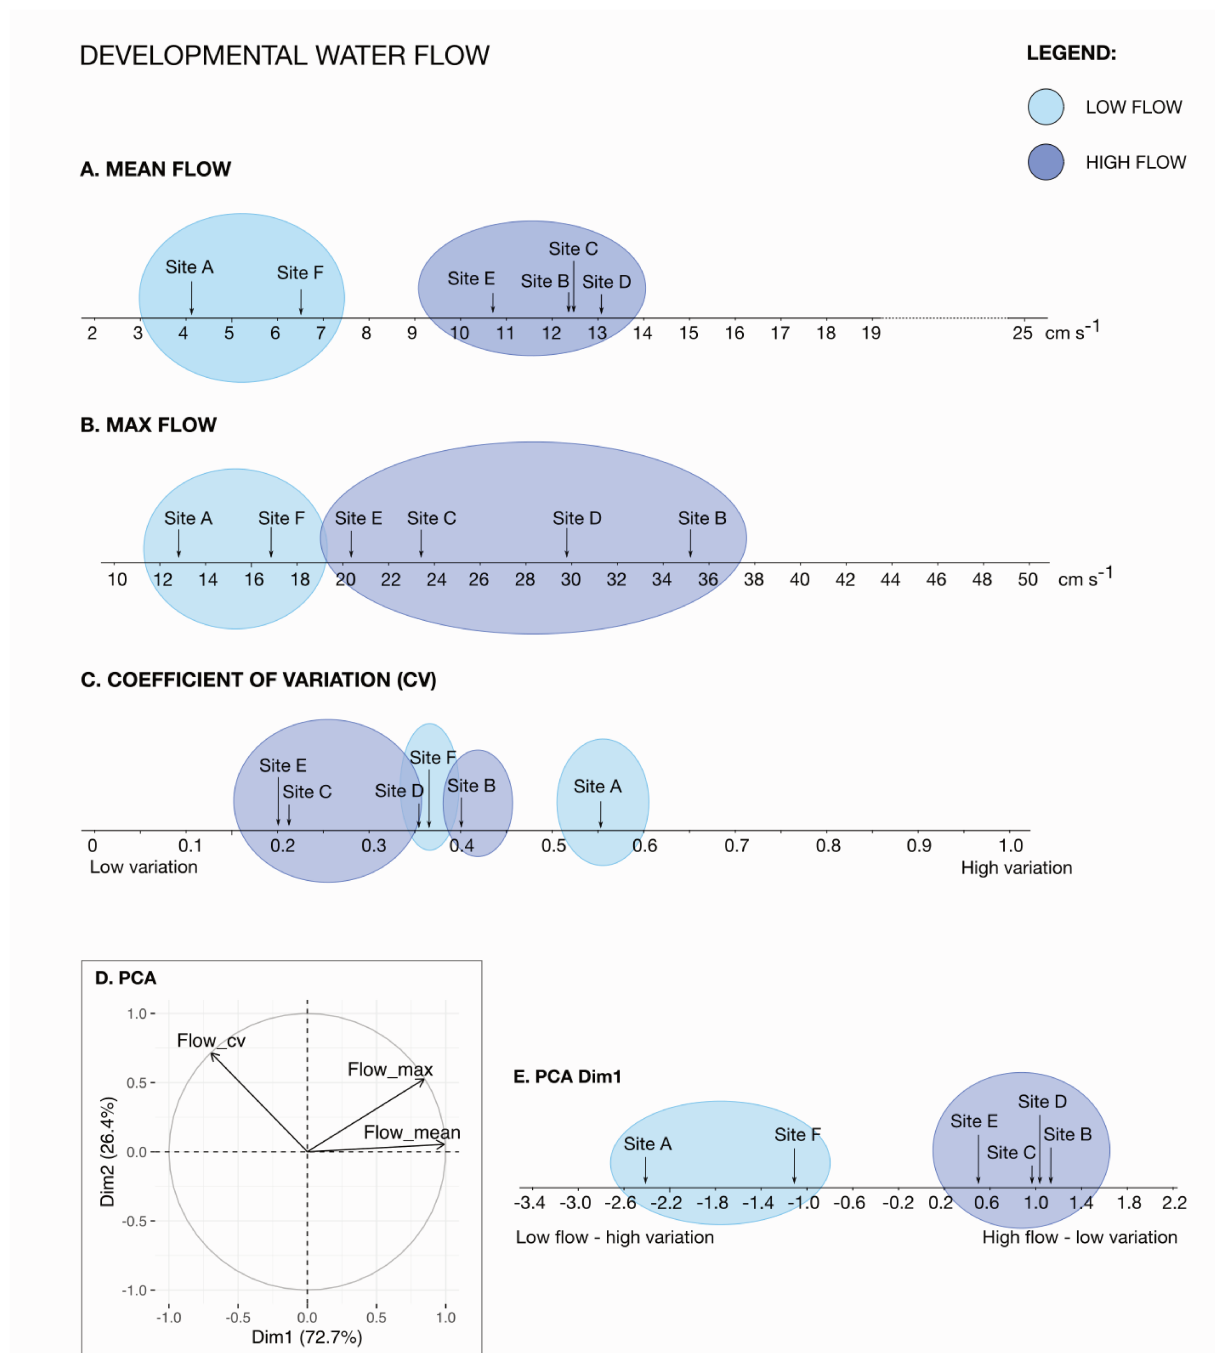 DEVELOPMENTAL WATER FLOW
LEGEND:
LOW FLOW
HIGH FLOW
A. MEAN FLOW
Site C
Site A
Site F
Site E
Site B
Site D
2 3 4 5 6 7 8 9 10 11 12 13 14 15 16 17 18 19 25 cm s-1
B. MAX FLOW
Site A Site F Site E Site C Site D Site B
10 12 14 16 18 20 22 24 26 28 30 32 34 36 38 40 42 44 46 48 50 cm s-1
C. COEFFICIENT OF VARIATION (CV)
Site F
Site E
Site C
Site D
Site B
Site A
0 0.1 0.2 0.3 0.4 0.5 0.6 0.7 0.8 0.9 1.0
Low variation High variation
D. PCA
1.0
Flow_cv
Flow_max
0.5
Flow_mean
0.0
-0.5
-1.0
Dim2 (26.4%)
-1.0 -0.5 0.0 0.5 1.0
Dim1 (72.7%)
E. PCA Dim1
Site D
Site E
Site F
Site B
Site A
Site C
-3.4 -3.0 -2.6 -2.2 -1.8 -1.4 -1.0 -0.6 -0.2 0.2 0.6 1.0 1.4 1.8 2.2
Low flow - high variation High flow - low variation